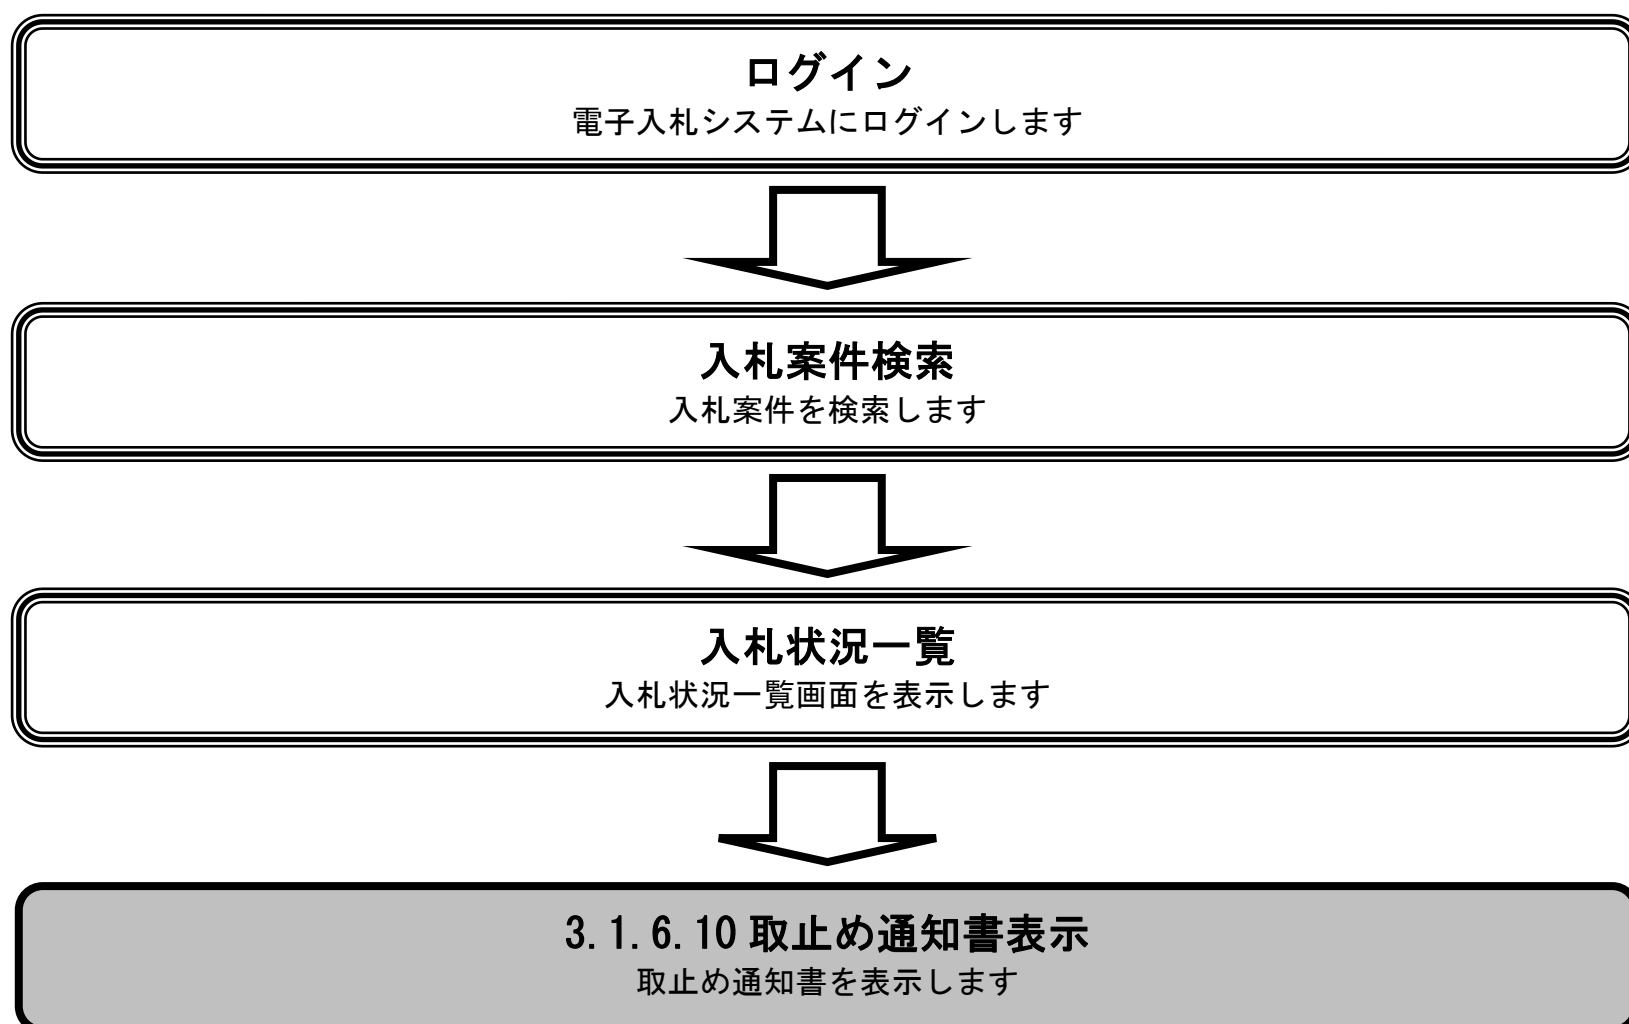 ログイン
電子入札システムにログインします
入札案件検索
入札案件を検索します
入札状況一覧
入札状況一覧画面を表示します
3.1.6.10 取止め通知書表示
取止め通知書を表示します